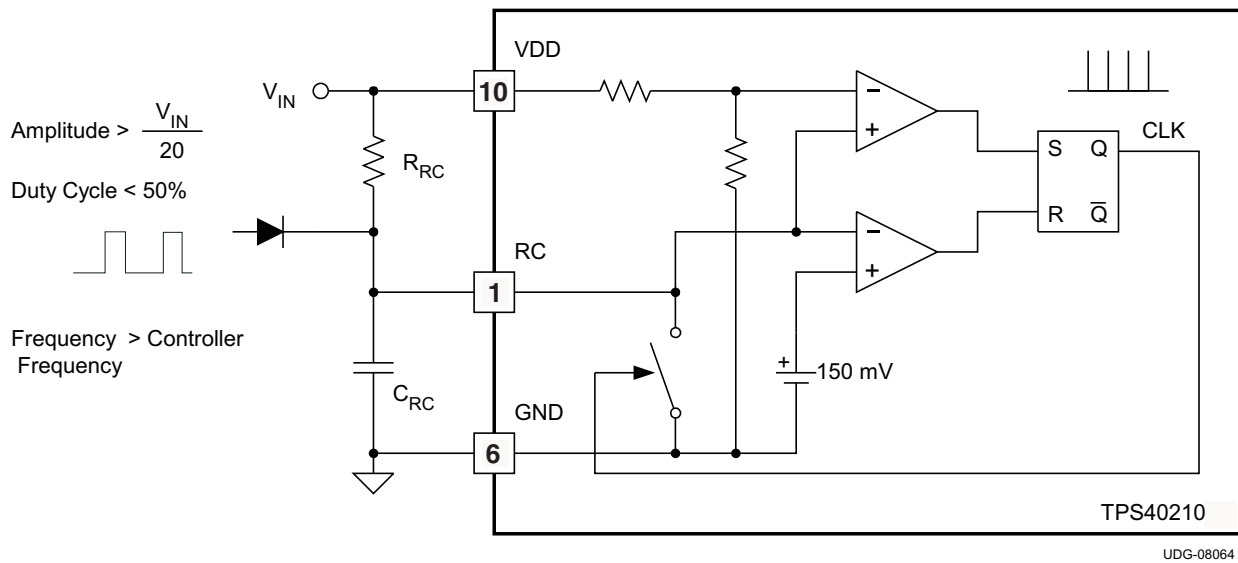 VDD
V_IN
10
Amplitude > V_IN
20
R_RC
Duty Cycle < 50%
CLK
S Q
R Q̅
RC
1
Frequency > Controller
Frequency
C_RC
150 mV
GND
6
TPS40210
UDG-08064
+
−
+
−
+